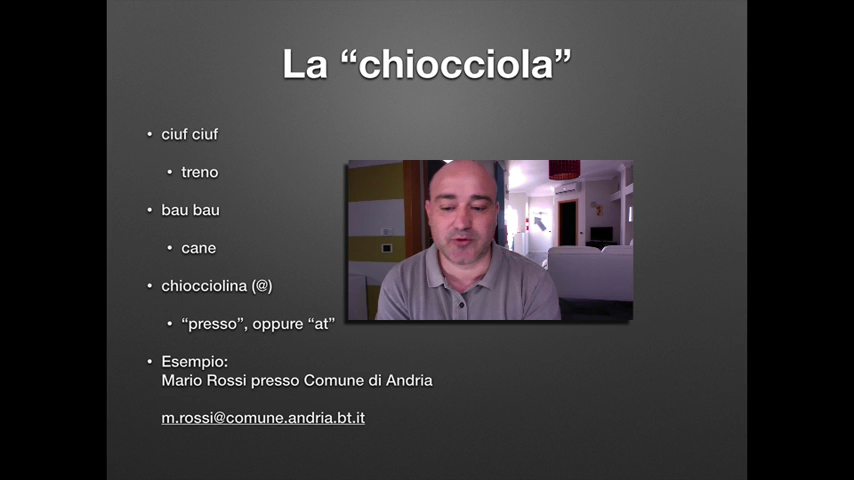 La “chiocciola”
• ciuf ciuf
• treno
• bau bau
• cane
• chiocciolina (@)
• “presso”, oppure “at”
• Esempio:
Mario Rossi presso Comune di Andria
m.rossi@comune.andria.bt.it